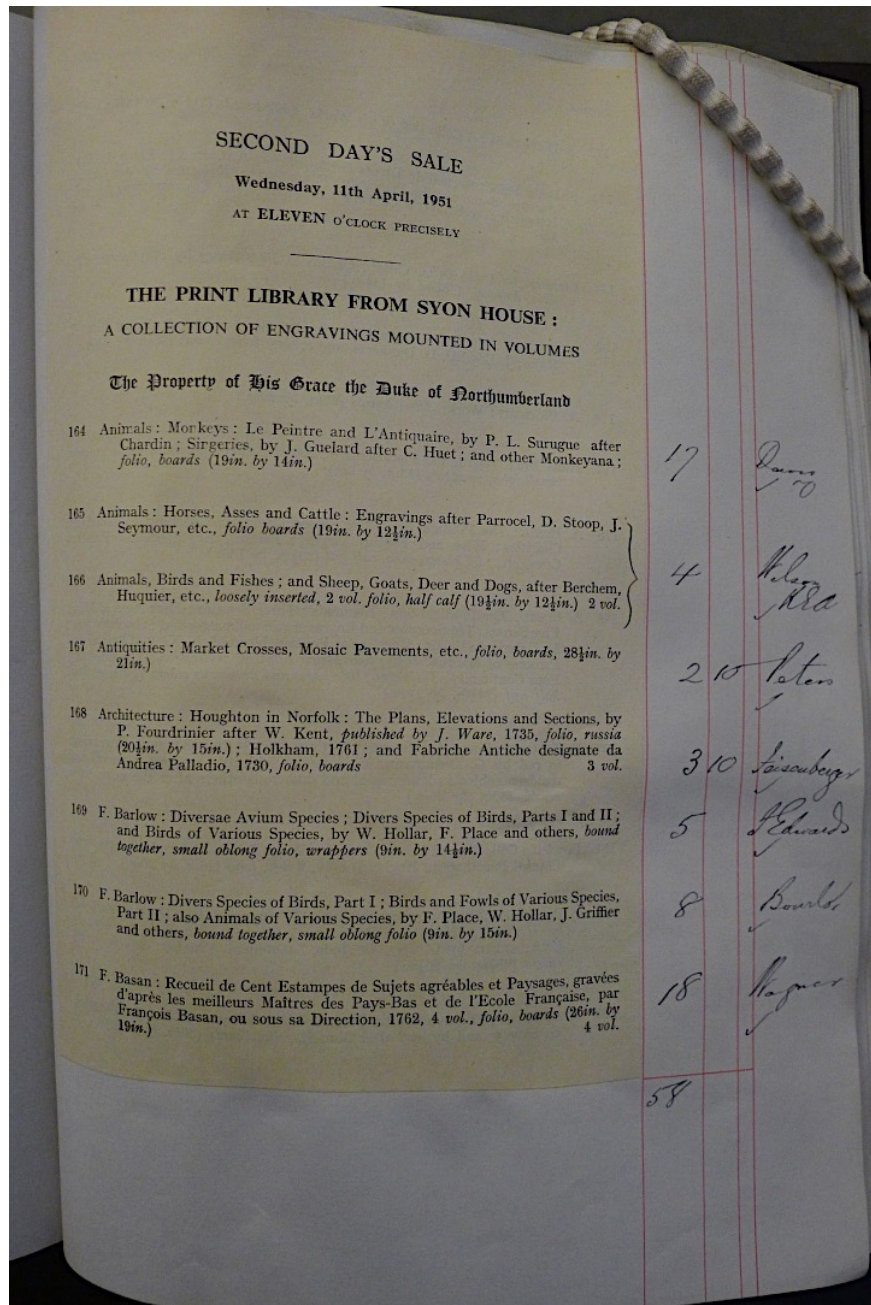 SECOND DAY'S SALE
Wednesday, 11th April, 1951
AT ELEVEN O'CLOCK PRECISELY
THE PRINT LIBRARY FROM SYON HOUSE :
A COLLECTION OF ENGRAVINGS MOUNTED IN VOLUMES
The Property of His Grace the Duke of Northumberland
164 Animals : Monkeys : Le Peintre and L'Antiquaire, by P. L. Surugue after
Chardin ; Singeries, by J. Guelard after C. Huet ; and other Monkeyana ;
folio, boards (19in. by 14in.)
17
165 Animals : Horses, Asses and Cattle : Engravings after Parrocel, D. Stoop, J.
Seymour, etc., folio boards (19in. by 12½in.)
166 Animals, Birds and Fishes ; and Sheep, Goats, Deer and Dogs, after Berchem,
Huquier, etc., loosely inserted, 2 vol. folio, half calf (19½in. by 12½in.) 2 vol.
4
167 Antiquities : Market Crosses, Mosaic Pavements, etc., folio, boards, 28½in. by
21in.)
2 10 Peters
168 Architecture : Houghton in Norfolk : The Plans, Elevations and Sections, by
P. Fourdrinier after W. Kent, published by J. Ware, 1735, folio, russia
(20½in. by 15in.) ; Holkham, 1761 ; and Fabriche Antiche designate da
Andrea Palladio, 1730, folio, boards 3 vol.
3 10
169 F. Barlow : Diversae Avium Species ; Divers Species of Birds, Parts I and II ;
and Birds of Various Species, by W. Hollar, F. Place and others, bound
together, small oblong folio, wrappers (9in. by 14½in.)
5 Edwards
170 F. Barlow : Divers Species of Birds, Part I ; Birds and Fowls of Various Species,
Part II ; also Animals of Various Species, by F. Place, W. Hollar, J. Griffier
and others, bound together, small oblong folio (9in. by 15in.)
8
171 F. Basan : Recueil de Cent Estampes de Sujets agréables et Paysages, gravées
d'après les meilleurs Maîtres des Pays-Bas et de l'Ecole Française, par
François Basan, ou sous sa Direction, 1762, 4 vol., folio, boards (26in. by
19in.) 4 vol.
18 Wagner
58